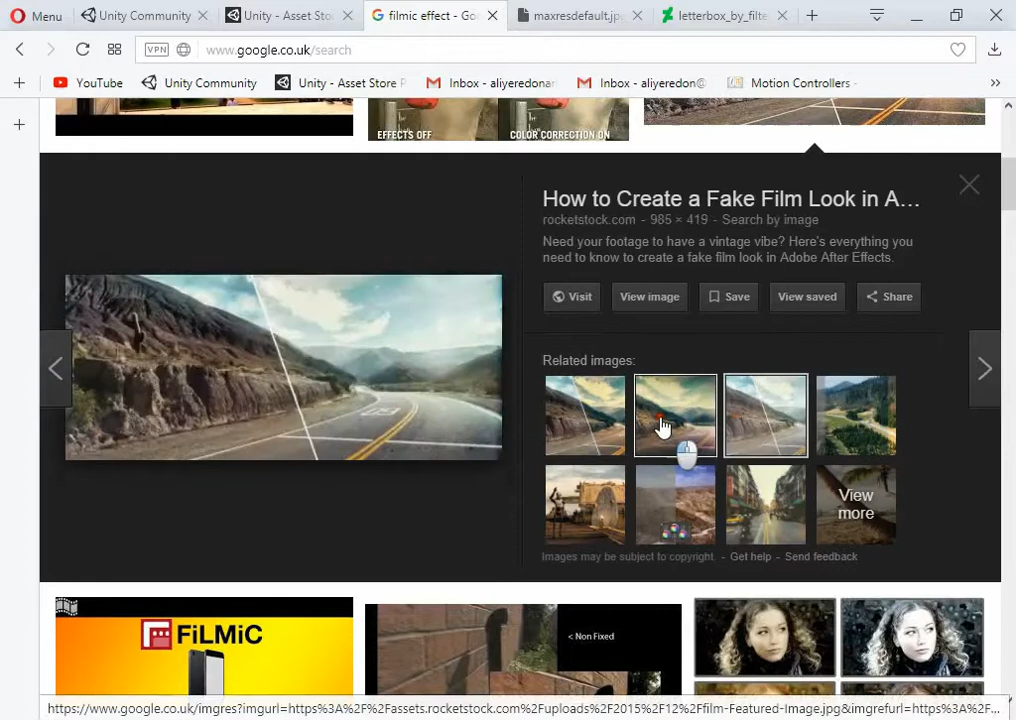 Menu
Unity Community
Unity - Asset Sto
filmic effect - Go
maxresdefault.jp
letterbox_by_filte
VPN
www.google.co.uk/search
YouTube
Unity Community
Unity - Asset Store P
Inbox - aliyeredonar
Inbox - aliyeredon@
Motion Controllers -
EFFECTS OFF
COLOR CORRECTION ON
How to Create a Fake Film Look in A...
rocketstock.com - 985 × 419 - Search by image
Need your footage to have a vintage vibe? Here's everything you
need to know to create a fake film look in Adobe After Effects.
Visit
View image
Save
View saved
Share
Related images:
View
more
Images may be subject to copyright. - Get help - Send feedback
FiLMiC
< Non Fixed
https://www.google.co.uk/imgres?imgurl=https%3A%2F%2Fassets.rocketstock.com%2Fuploads%2F2015%2F12%2Ffilm-Featured-Image.jpg&imgrefurl=https%3A%2F...